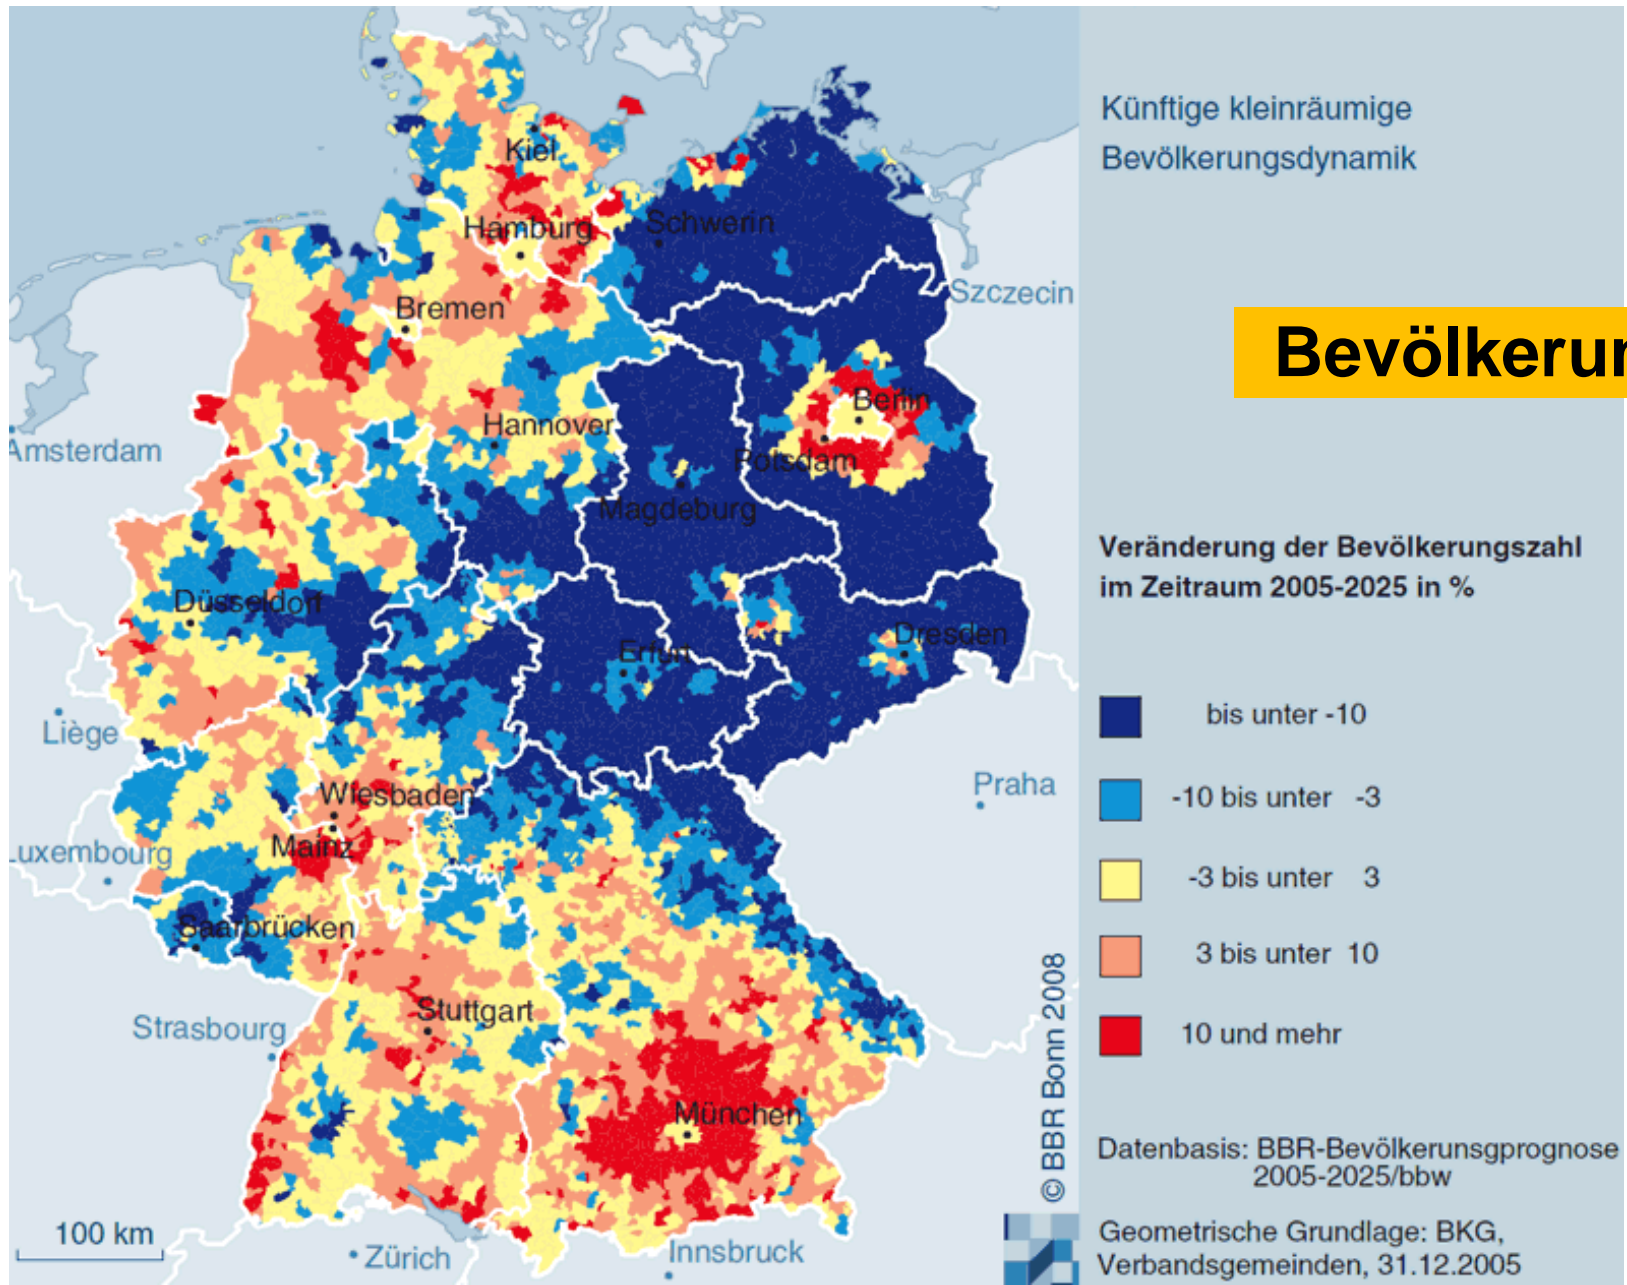 Künftige kleinräumige
Bevölkerungsdynamik
Kiel
Schwerin
Hamburg
Szczecin
Bremen
Berlin
Hannover
Amsterdam
Potsdam
Magdeburg
Düsseldorf
Dresden
Erfurt
Liège
Wiesbaden
Praha
Mainz
Luxembourg
Saarbrücken
Stuttgart
Strasbourg
München
100 km
Zürich
Innsbruck
© BBR Bonn 2008
Veränderung der Bevölkerungszahl
im Zeitraum 2005-2025 in %
bis unter -10
-10 bis unter -3
-3 bis unter 3
3 bis unter 10
10 und mehr
Datenbasis: BBR-Bevölkerunsgprognose
2005-2025/bbw
Geometrische Grundlage: BKG,
Verbandsgemeinden, 31.12.2005